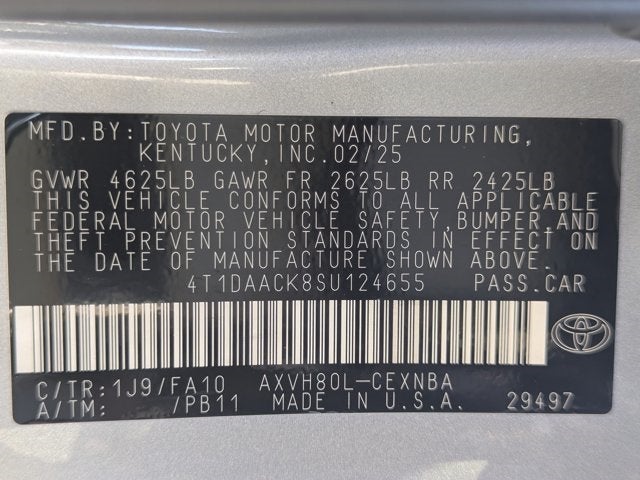 MFD.BY:TOYOTA MOTOR MANUFACTURING,
KENTUCKY,INC.02/25
GVWR 4625LB GAWR FR 2625LB RR 2425LB
THIS VEHICLE CONFORMS TO ALL APPLICABLE
FEDERAL MOTOR VEHICLE SAFETY,BUMPER,AND
THEFT PREVENTION STANDARDS IN EFFECT ON
THE DATE OF MANUFACTURE SHOWN ABOVE.
4T1DAACK8SU124655 PASS.CAR
C/TR:1J9/FA10 AXVH80L-CEXNBA
A/TM: /PB11 MADE IN U.S.A. 29497